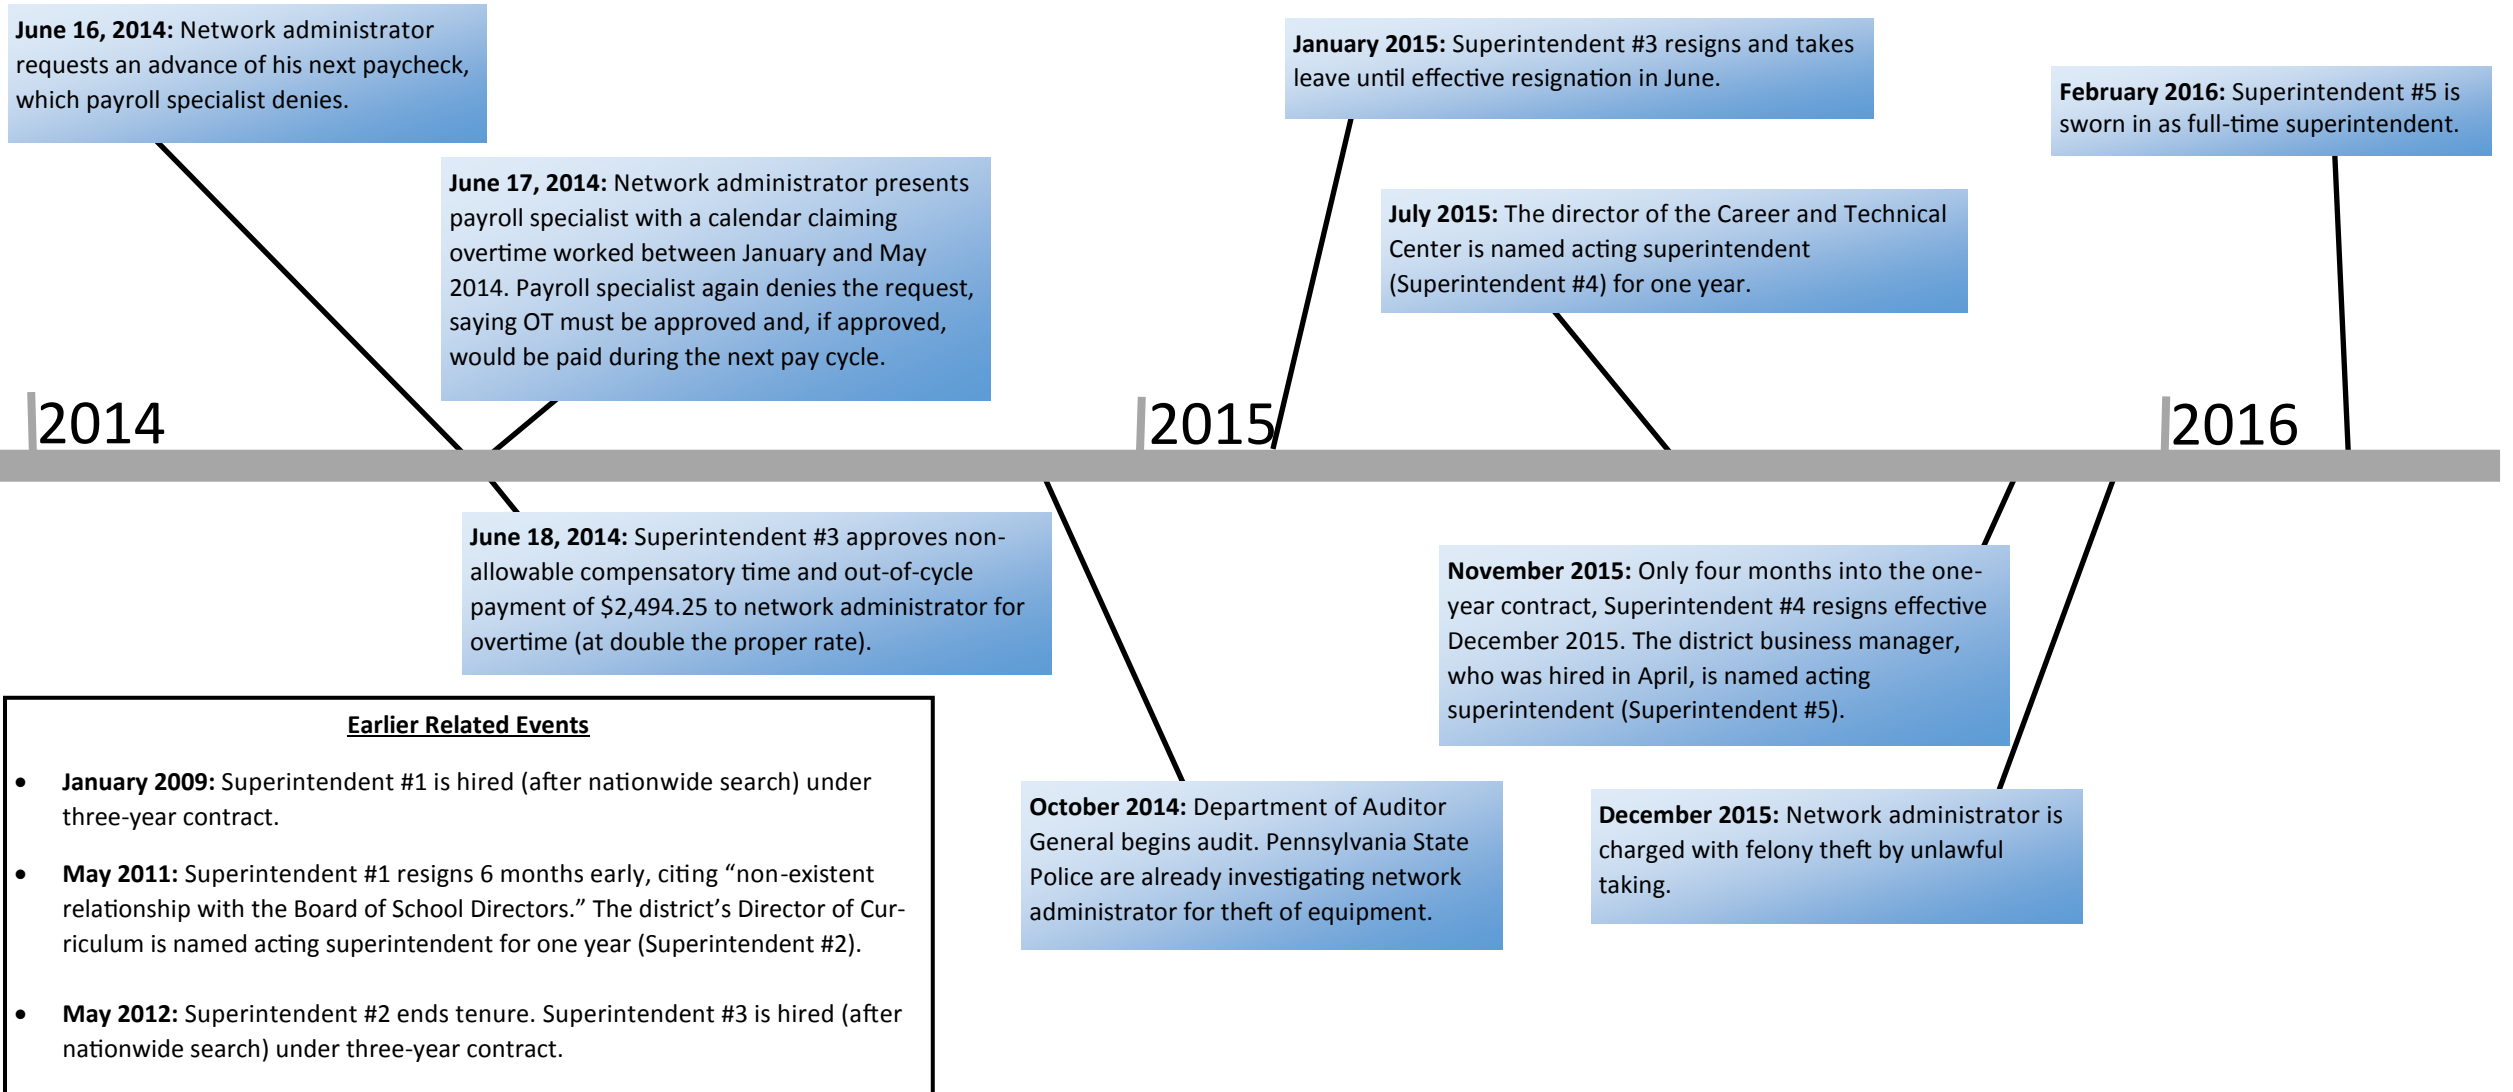 June 16, 2014: Network administrator
requests an advance of his next paycheck,
which payroll specialist denies.
June 17, 2014: Network administrator presents
payroll specialist with a calendar claiming
overtime worked between January and May
2014. Payroll specialist again denies the request,
saying OT must be approved and, if approved,
would be paid during the next pay cycle.
January 2015: Superintendent #3 resigns and takes
leave until effective resignation in June.
July 2015: The director of the Career and Technical
Center is named acting superintendent
(Superintendent #4) for one year.
February 2016: Superintendent #5 is
sworn in as full-time superintendent.
2014
2015
2016
June 18, 2014: Superintendent #3 approves non-
allowable compensatory time and out-of-cycle
payment of $2,494.25 to network administrator for
overtime (at double the proper rate).
October 2014: Department of Auditor
General begins audit. Pennsylvania State
Police are already investigating network
administrator for theft of equipment.
November 2015: Only four months into the one-
year contract, Superintendent #4 resigns effective
December 2015. The district business manager,
who was hired in April, is named acting
superintendent (Superintendent #5).
December 2015: Network administrator is
charged with felony theft by unlawful
taking.
Earlier Related Events
• January 2009: Superintendent #1 is hired (after nationwide search) under
three-year contract.
• May 2011: Superintendent #1 resigns 6 months early, citing “non-existent
relationship with the Board of School Directors.” The district’s Director of Cur-
riculum is named acting superintendent for one year (Superintendent #2).
• May 2012: Superintendent #2 ends tenure. Superintendent #3 is hired (after
nationwide search) under three-year contract.